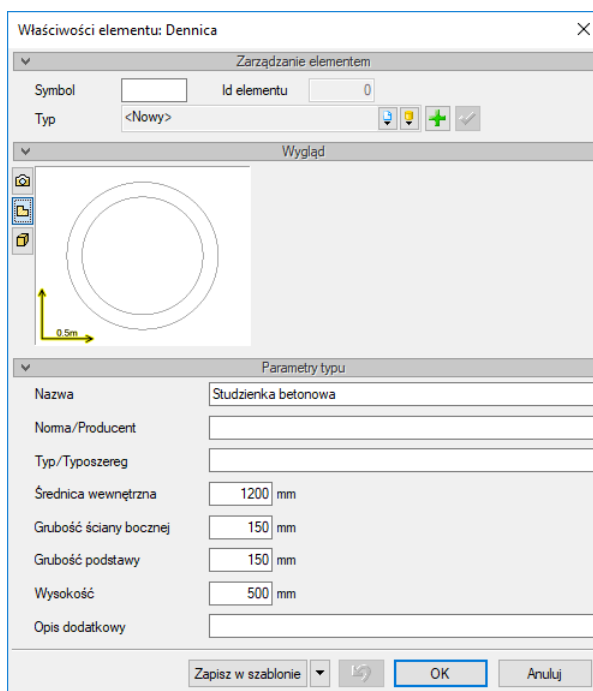 Właściwości elementu: Dennica
Zarządzanie elementem
Symbol Id elementu 0
Typ <Nowy>
Wygląd
0.5m
Parametry typu
Nazwa Studzienka betonowa
Norma/Producent
Typ/Typoszereg
Średnica wewnętrzna 1200 mm
Grubość ściany bocznej 150 mm
Grubość podstawy 150 mm
Wysokość 500 mm
Opis dodatkowy
Zapisz w szablonie OK Anuluj